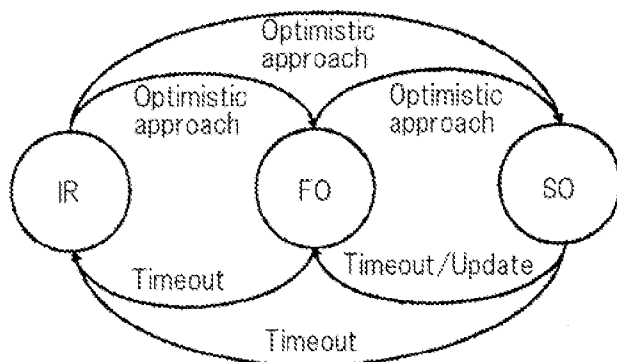 Optimistic
approach
Optimistic
approach
Optimistic
approach
IR
FO
SO
Timeout
Timeout/Update
Timeout